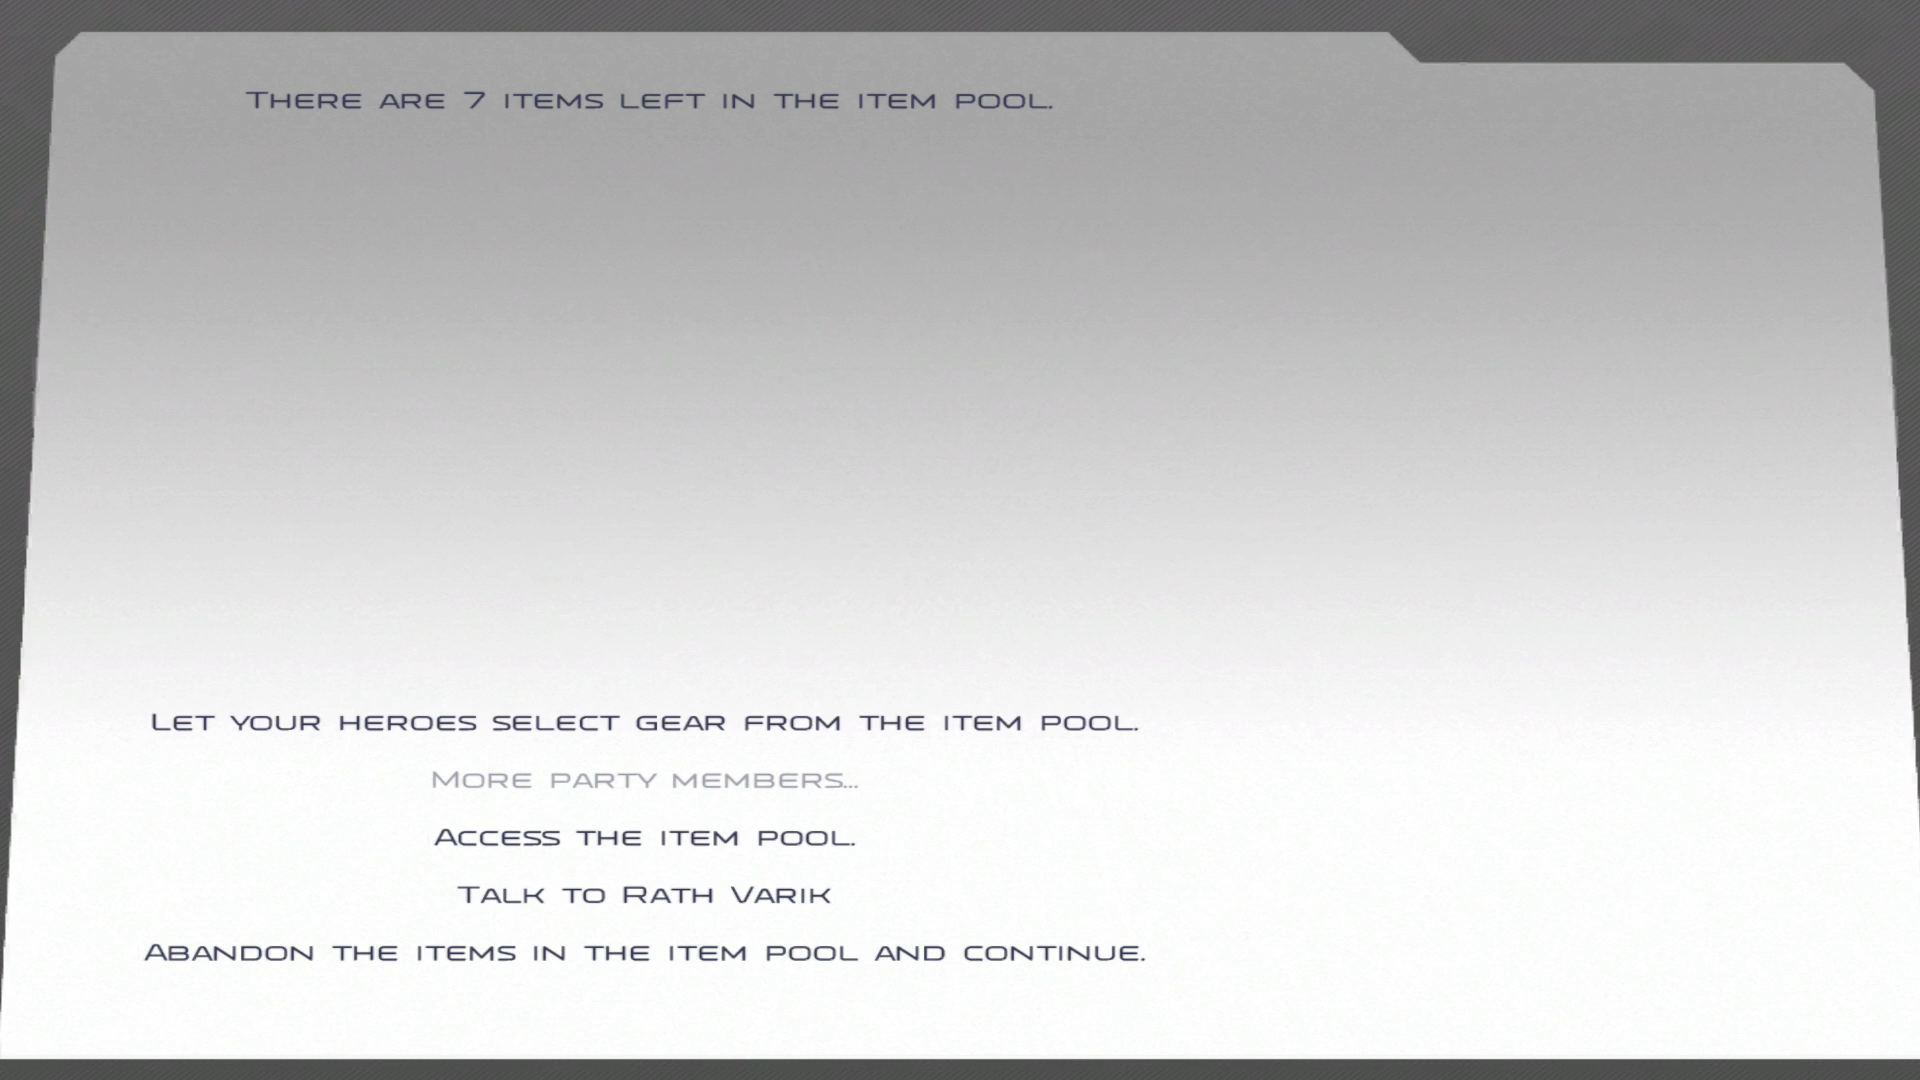 There are 7 items left in the item pool.
Let your heroes select gear from the item pool.
More party members...
Access the item pool.
Talk to Rath Varik
Abandon the items in the item pool and continue.